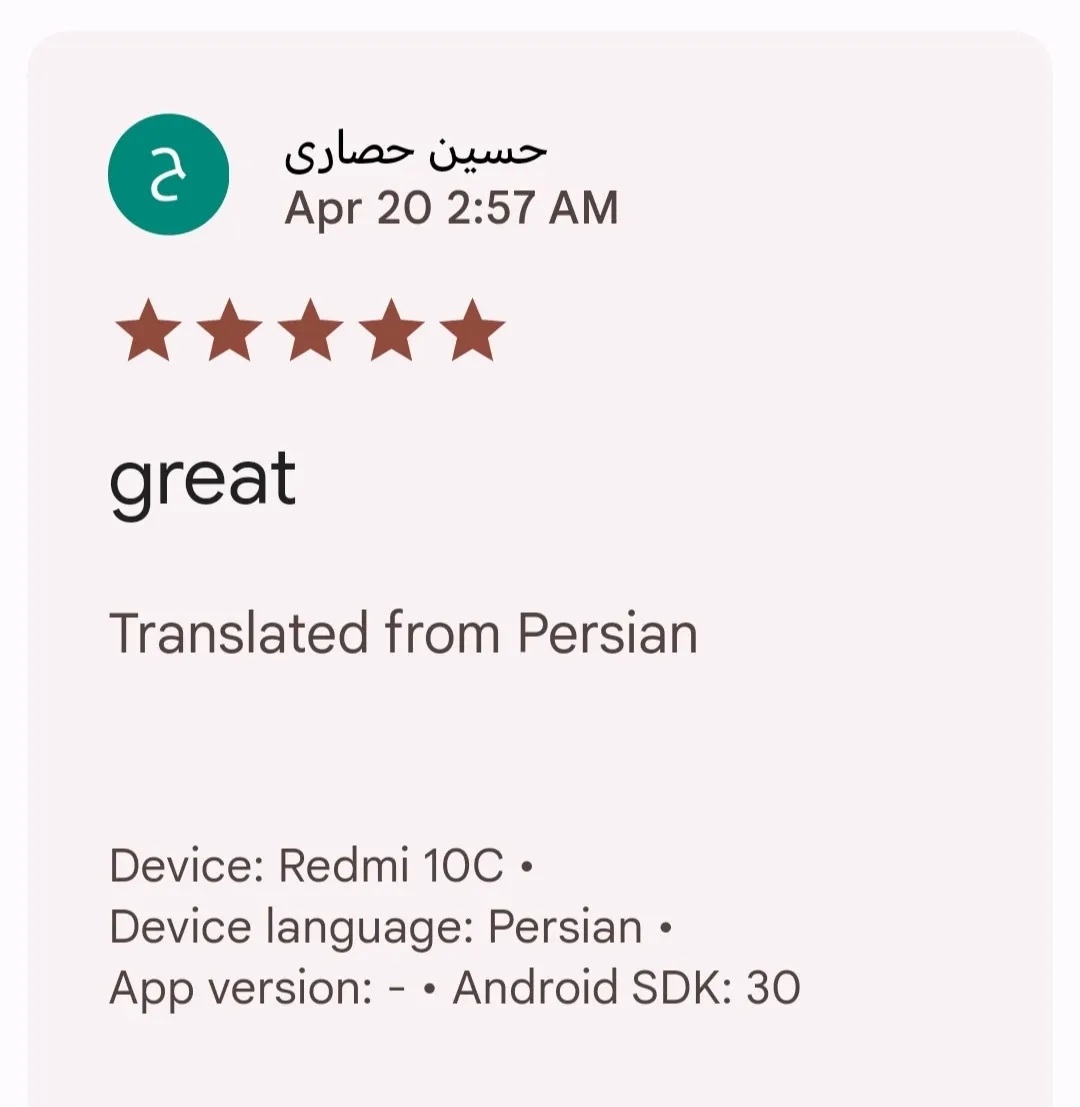 ح
حسین حصاری
Apr 20 2:57 AM
great
Translated from Persian
Device: Redmi 10C •
Device language: Persian •
App version: - • Android SDK: 30